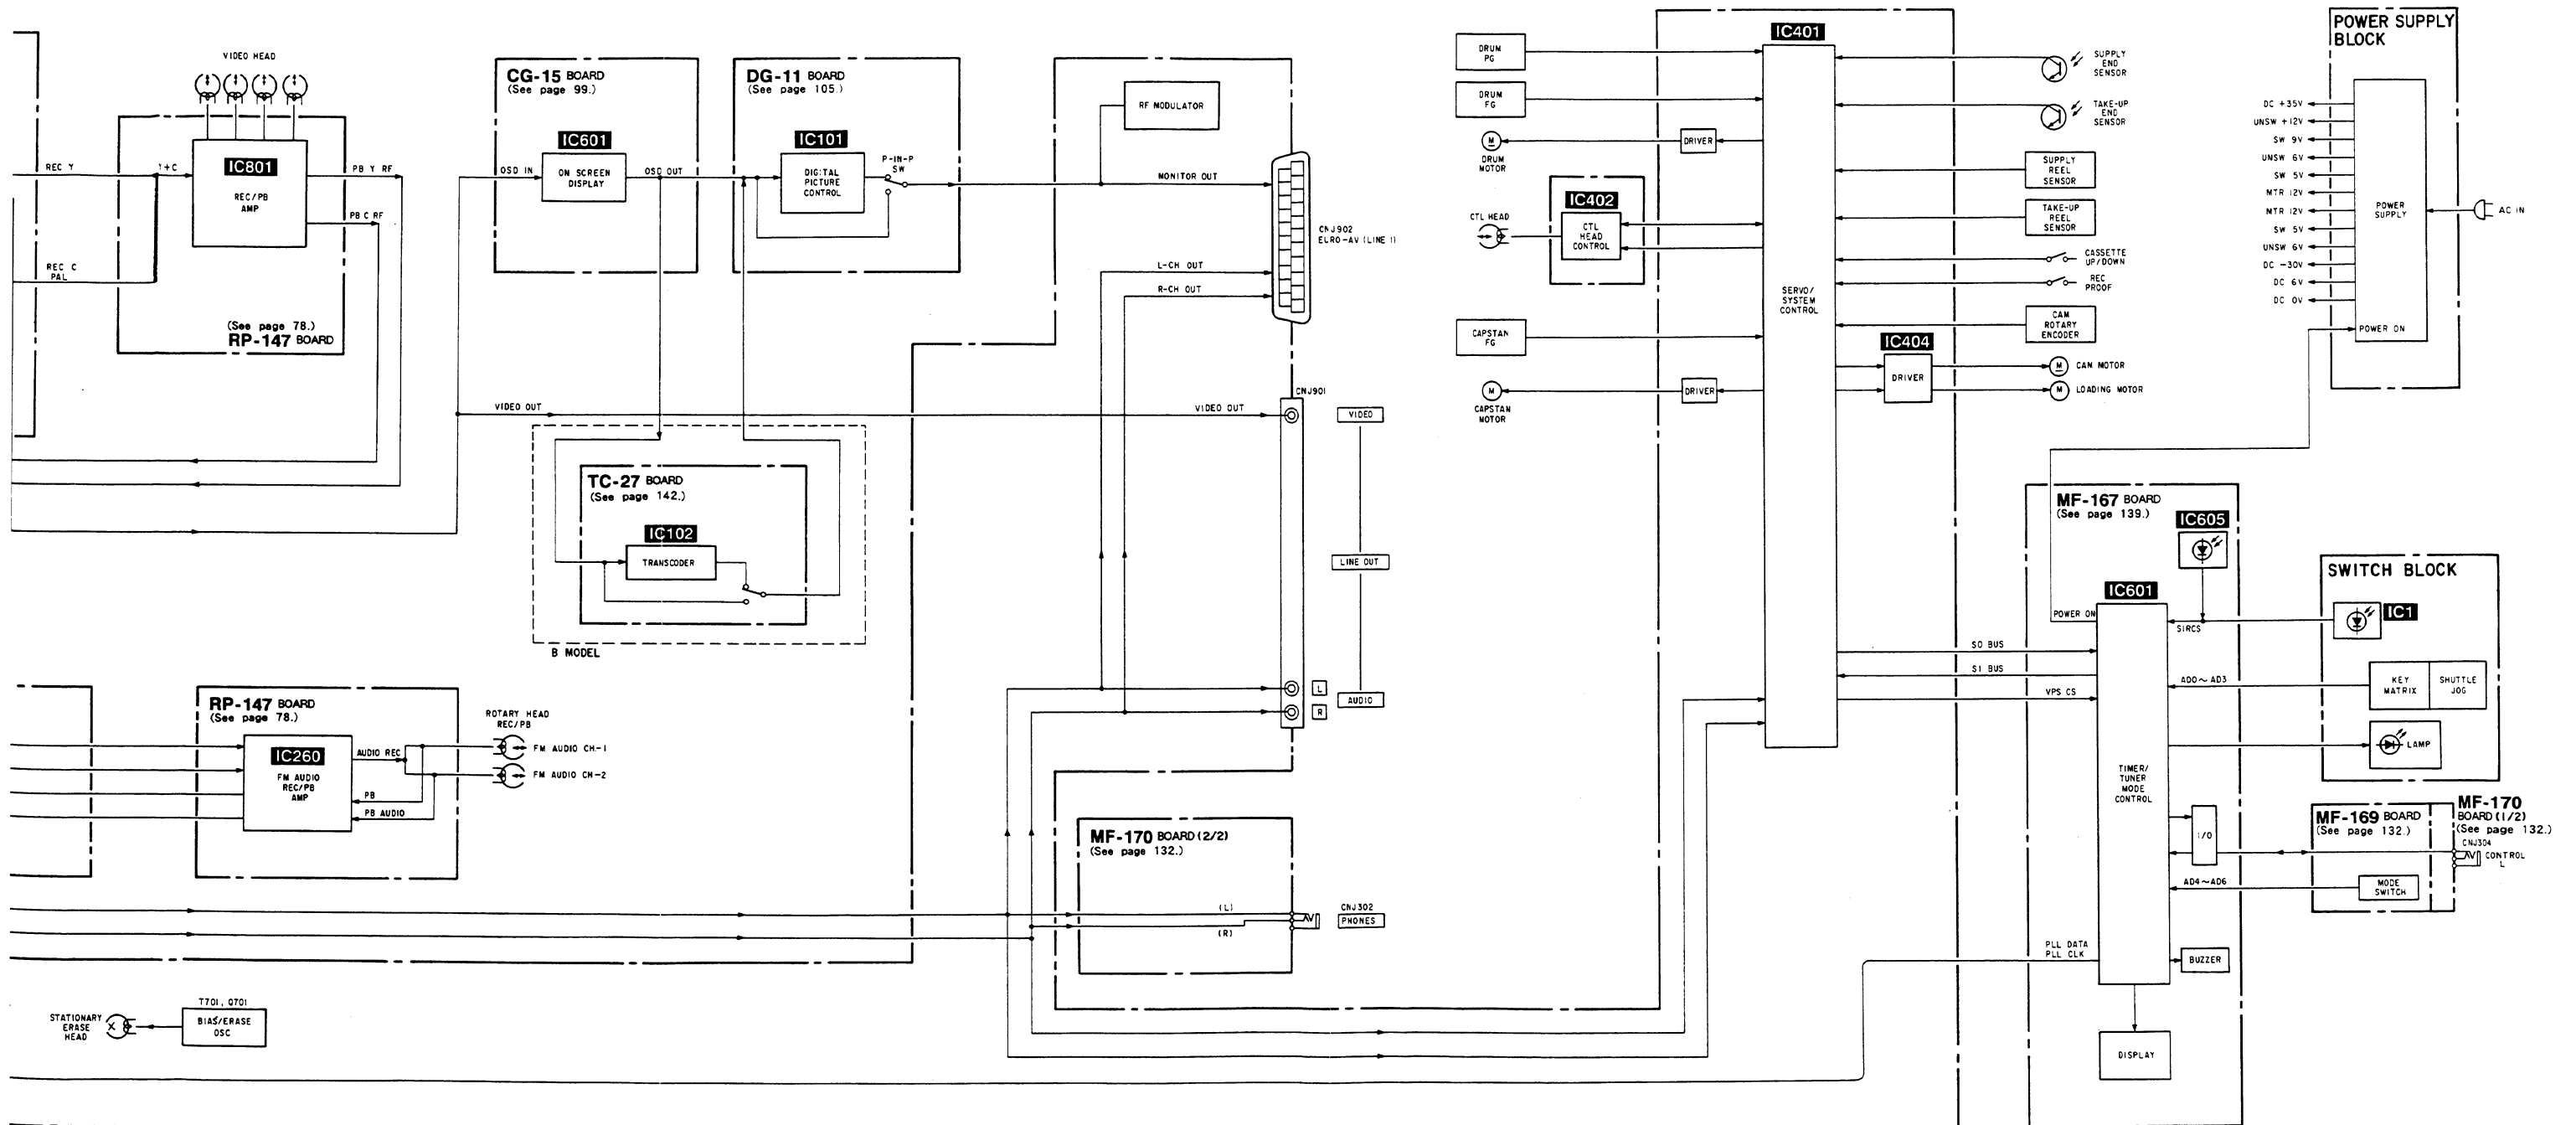 VIDEO HEAD
REC Y
Y+C
IC801
REC/PB
AMP
PB Y RF
PB C RF
REC C
PAL
(See page 78.)
RP-147 BOARD
CG-15 BOARD
(See page 99.)
IC601
OSD IN
ON SCREEN
DISPLAY
OSD OUT
DG-11 BOARD
(See page 105.)
IC101
DIGITAL
PICTURE
CONTROL
P-IN-P
SW
RF MODULATOR
MONITOR OUT
L-CH OUT
R-CH OUT
CNJ902
EURO-AV (LINE 1)
CNJ901
VIDEO OUT
VIDEO OUT
VIDEO
LINE OUT
L
R
AUDIO
TC-27 BOARD
(See page 142.)
IC102
TRANSCODER
B MODEL
RP-147 BOARD
(See page 78.)
IC260
FM AUDIO
REC/PB
AMP
AUDIO REC
PB
PB AUDIO
ROTARY HEAD
REC/PB
FM AUDIO CH-1
FM AUDIO CH-2
MF-170 BOARD (2/2)
(See page 132.)
(L)
(R)
CNJ302
PHONES
STATIONARY
ERASE
HEAD
T701, Q701
BIAS/ERASE
OSC
DRUM
PG
DRUM
FG
M
DRUM
MOTOR
DRIVER
CTL HEAD
IC402
CTL
HEAD
CONTROL
CAPSTAN
FG
M
CAPSTAN
MOTOR
DRIVER
IC401
SERVO/
SYSTEM
CONTROL
SUPPLY
END
SENSOR
TAKE-UP
END
SENSOR
SUPPLY
REEL
SENSOR
TAKE-UP
REEL
SENSOR
CASSETTE
UP/DOWN
REC
PROOF
CAM
ROTARY
ENCODER
IC404
DRIVER
M
CAN MOTOR
M
LOADING MOTOR
SO BUS
SI BUS
VPS CS
POWER SUPPLY
BLOCK
DC +35V
UNSW +12V
SW 9V
UNSW 6V
SW 5V
MTR 12V
MTR 12V
SW 5V
UNSW 6V
DC -30V
DC 6V
DC 0V
POWER
SUPPLY
AC IN
POWER ON
MF-167 BOARD
(See page 139.)
IC605
IC601
POWER ON
SIRCS
AD0~AD3
TIMER/
TUNER
MODE
CONTROL
I/O
AD4~AD6
PLL DATA
PLL CLK
BUZZER
DISPLAY
SWITCH BLOCK
IC1
KEY
MATRIX
SHUTTLE
JOG
LAMP
MF-169 BOARD
(See page 132.)
MODE
SWITCH
MF-170
BOARD (1/2)
(See page 132.)
CNJ304
CONTROL
L